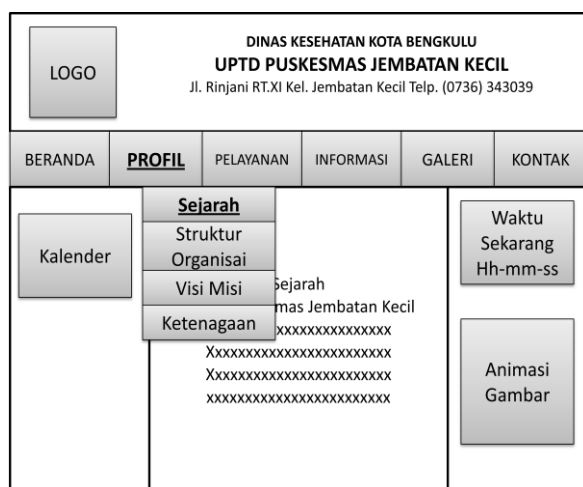 LOGO
DINAS KESEHATAN KOTA BENGKULU
UPTD PUSKESMAS JEMBATAN KECIL
Jl. Rinjani RT.XI Kel. Jembatan Kecil Telp. (0736) 343039
BERANDA PROFIL PELAYANAN INFORMASI GALERI KONTAK
Sejarah
Struktur
Organisai
Visi Misi
Ketenagaan
Kalender
Sejarah
mas Jembatan Kecil
xxxxxxxxxxxxxxx
Xxxxxxxxxxxxxxxxxxxxxxxx
Xxxxxxxxxxxxxxxxxxxxxxxx
xxxxxxxxxxxxxxxxxxxxxxxx
Waktu
Sekarang
Hh-mm-ss
Animasi
Gambar